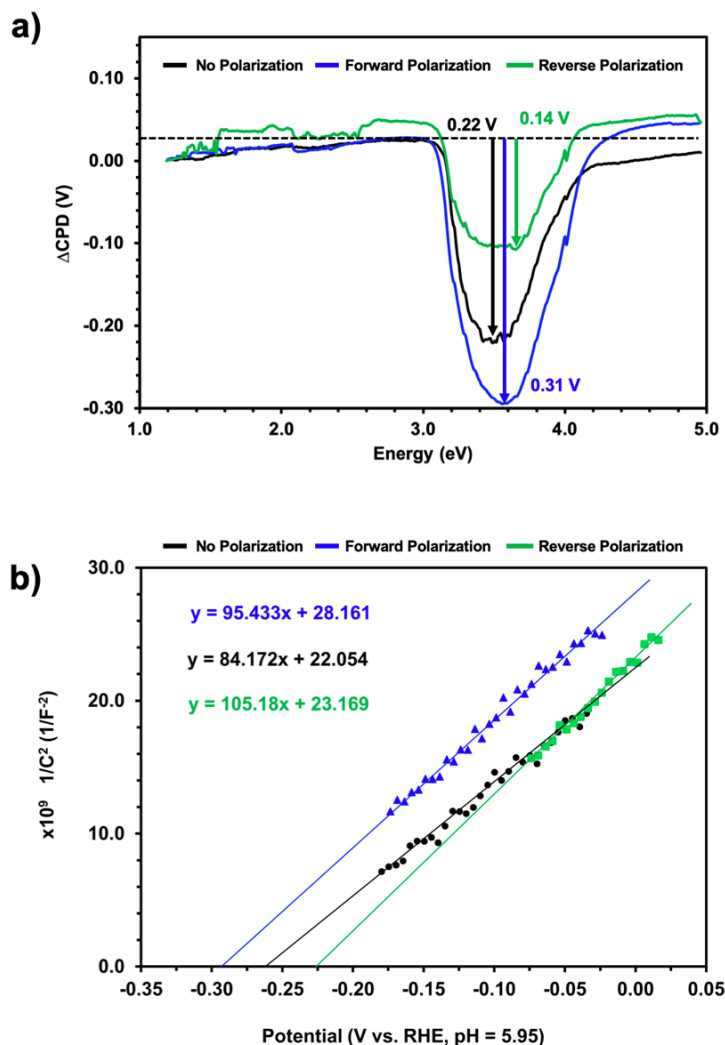 a)
No Polarization Forward Polarization Reverse Polarization
0.10
0.00
-0.10
-0.20
-0.30
ΔCPD (V)
0.22 V
0.14 V
0.31 V
1.0 2.0 3.0 4.0 5.0
Energy (eV)
No Polarization Forward Polarization Reverse Polarization
b)
30.0
20.0
10.0
0.0
x10⁹ 1/C² (1/F⁻²)
y = 95.433x + 28.161
y = 84.172x + 22.054
y = 105.18x + 23.169
-0.35 -0.30 -0.25 -0.20 -0.15 -0.10 -0.05 0.00 0.05
Potential (V vs. RHE, pH = 5.95)